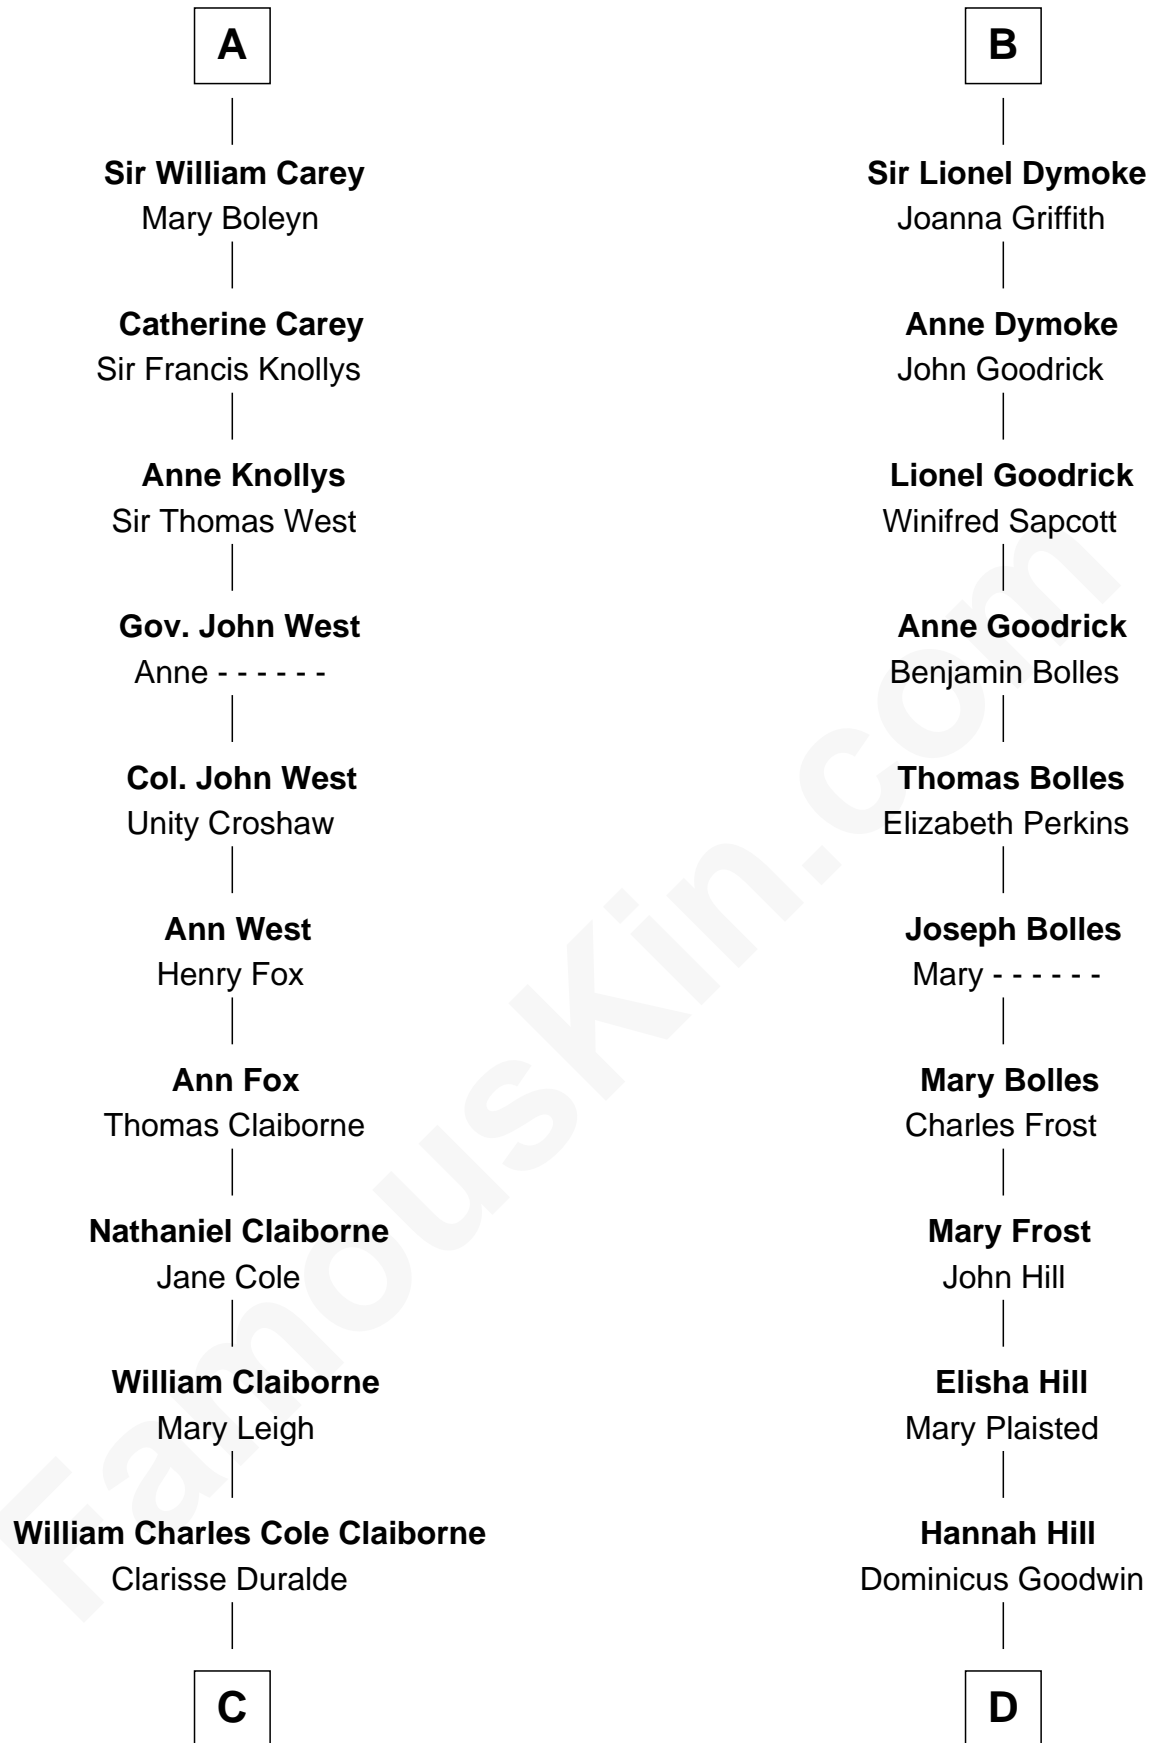 A
Sir William Carey
Mary Boleyn
Catherine Carey
Sir Francis Knollys
Anne Knollys
Sir Thomas West
Gov. John West
Anne - - - - - -
Col. John West
Unity Croshaw
Ann West
Henry Fox
Ann Fox
Thomas Claiborne
Nathaniel Claiborne
Jane Cole
William Claiborne
Mary Leigh
William Charles Cole Claiborne
Clarisse Duralde
C
B
Sir Lionel Dymoke
Joanna Griffith
Anne Dymoke
John Goodrick
Lionel Goodrick
Winifred Sapcott
Anne Goodrick
Benjamin Bolles
Thomas Bolles
Elizabeth Perkins
Joseph Bolles
Mary - - - - - -
Mary Bolles
Charles Frost
Mary Frost
John Hill
Elisha Hill
Mary Plaisted
Hannah Hill
Dominicus Goodwin
D
FamousKin.com